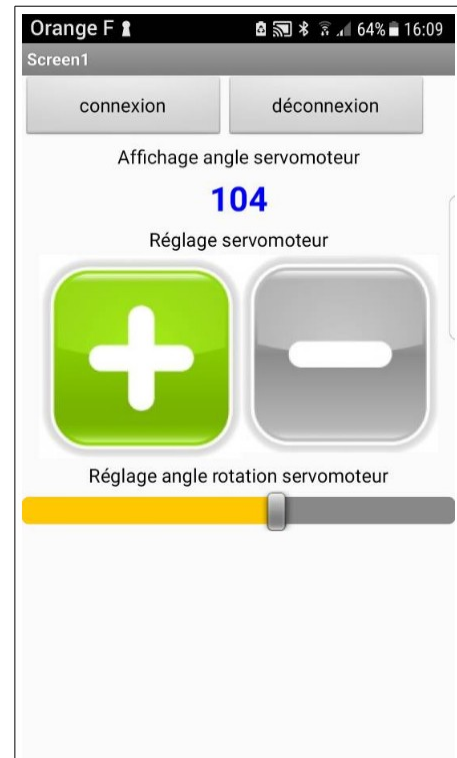 Orange F 64% 16:09
Screen1
connexion déconnexion
Affichage angle servomoteur
104
Réglage servomoteur
Réglage angle rotation servomoteur